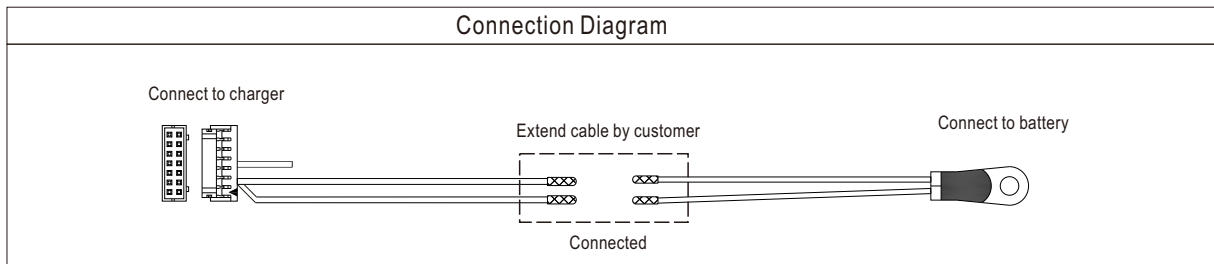 Connection Diagram
Connect to charger
Extend cable by customer
Connect to battery
Connected